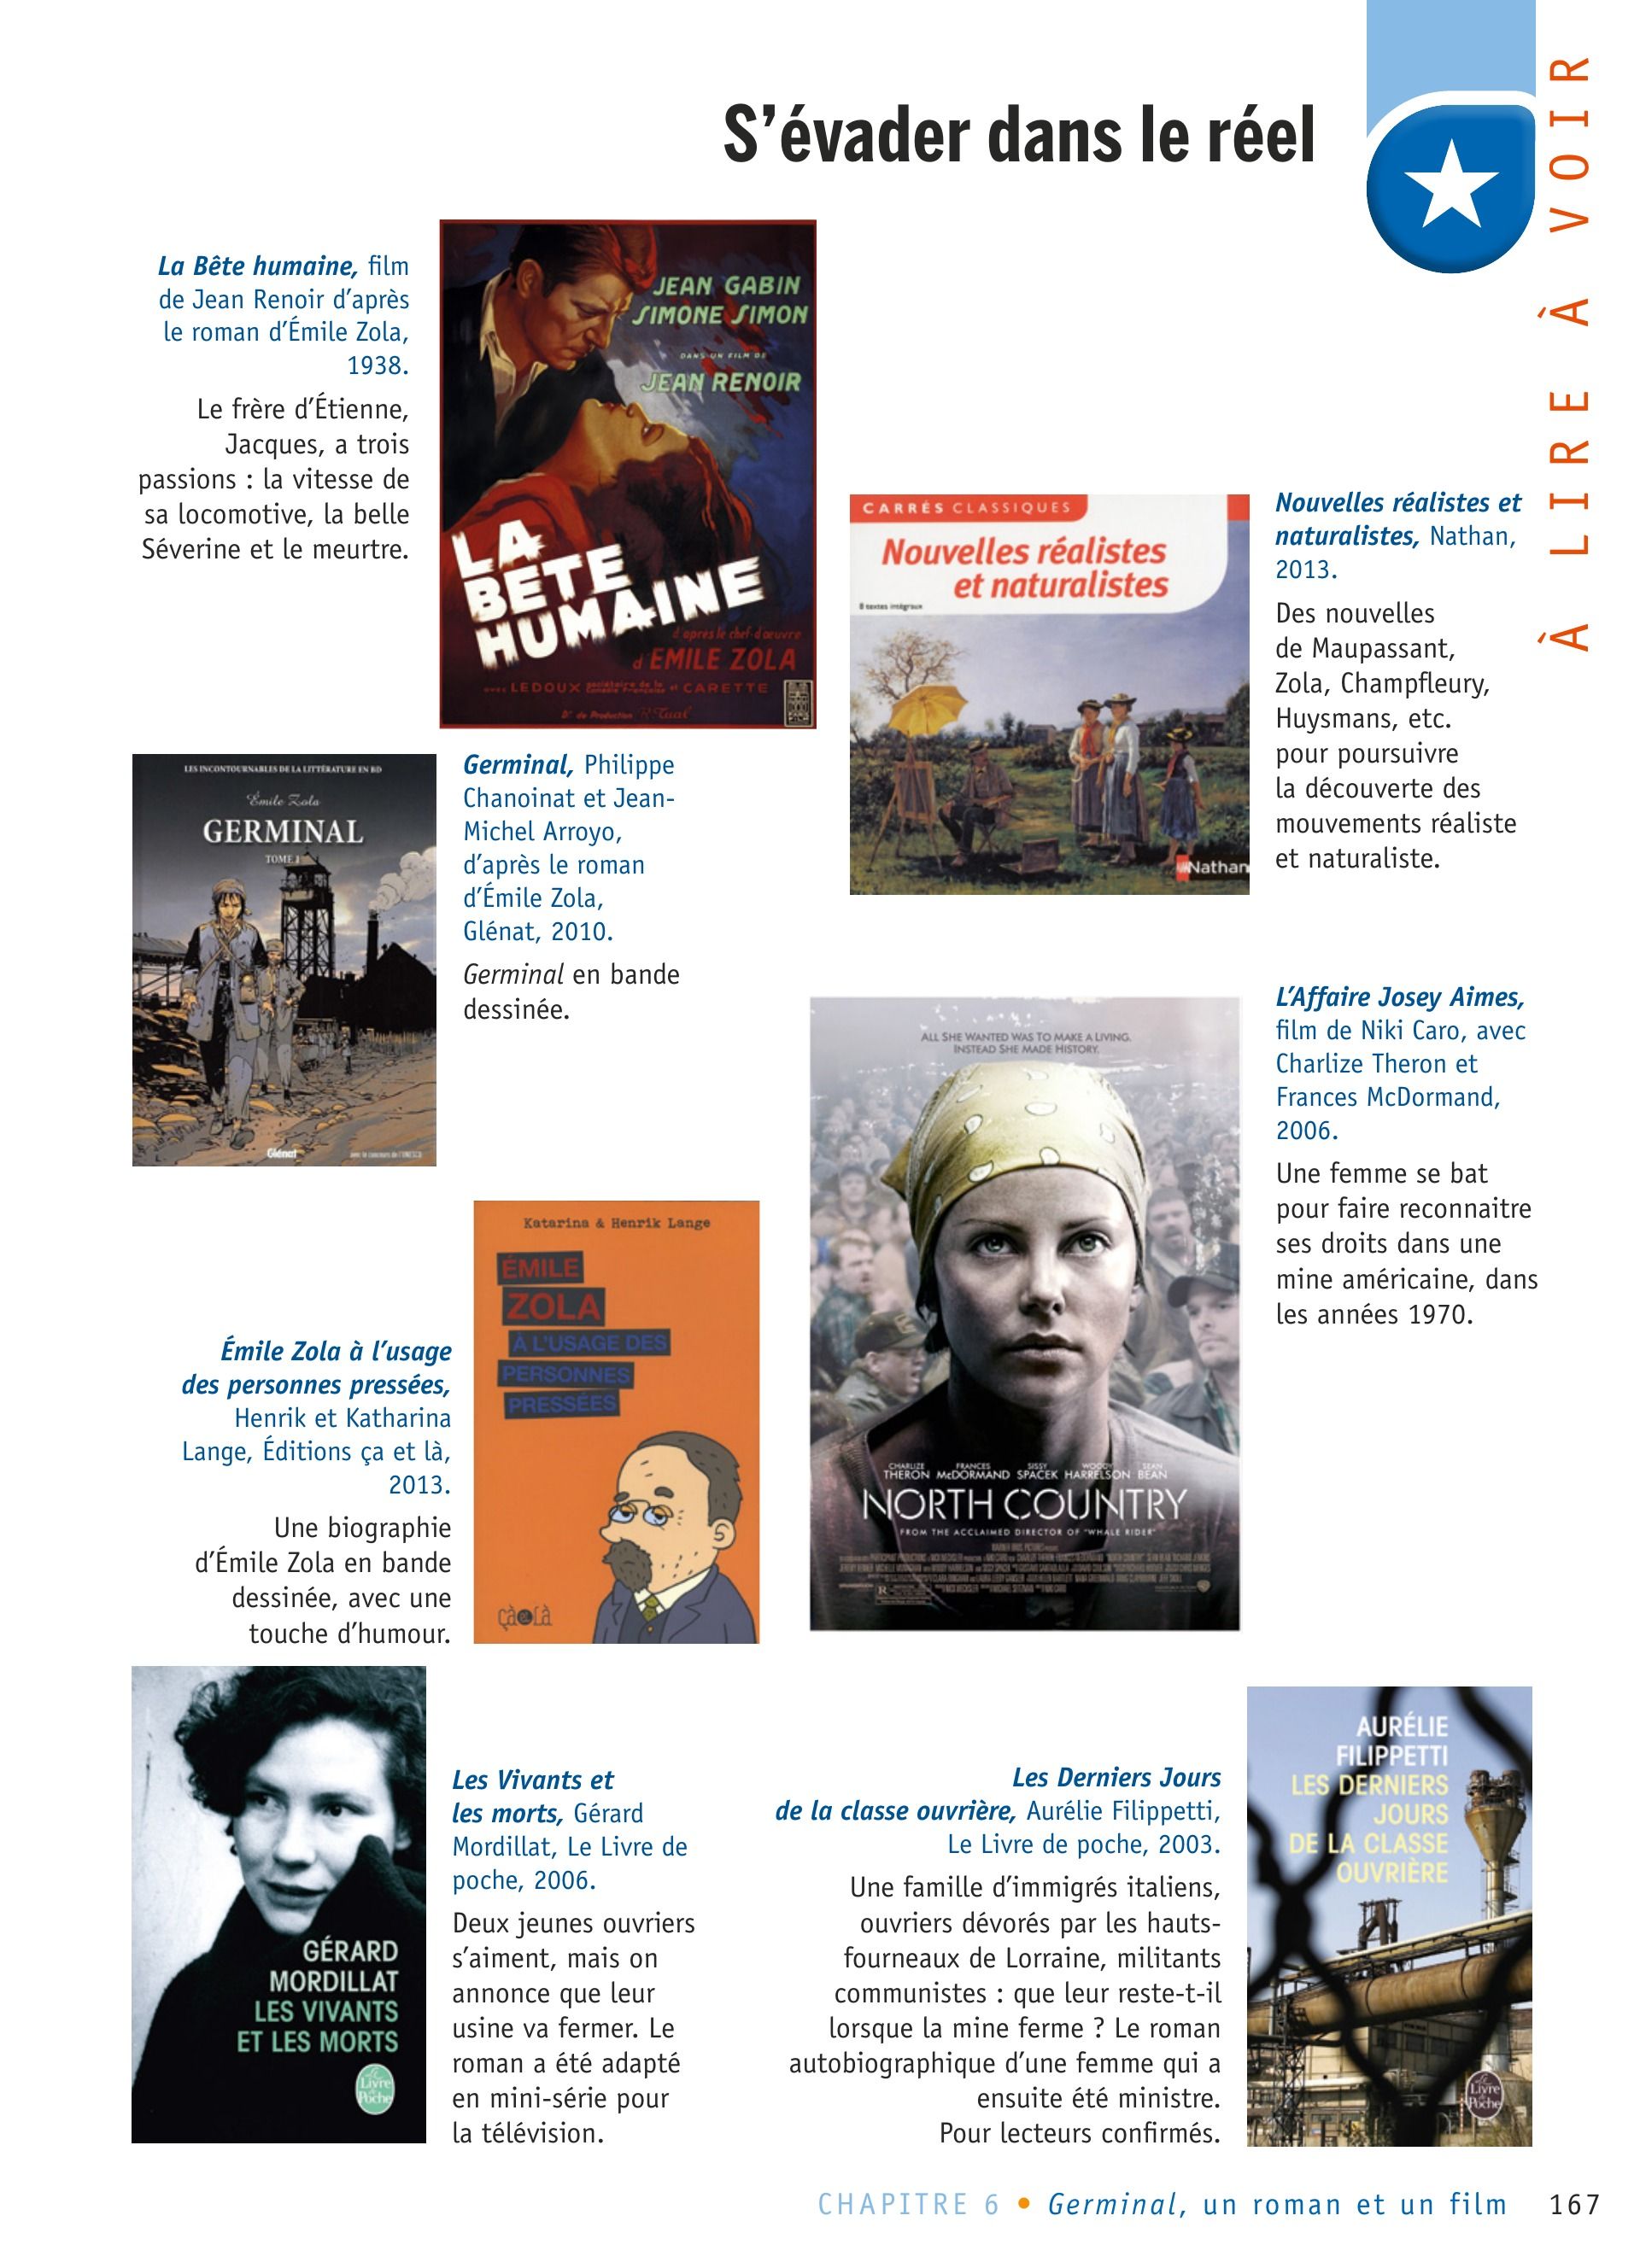 S'évader dans le réel
À LIRE À VOIR
La Bête humaine, film
de Jean Renoir d'après
le roman d'Émile Zola,
1938.
Le frère d'Étienne,
Jacques, a trois
passions : la vitesse de
sa locomotive, la belle
Séverine et le meurtre.
JEAN GABIN
SIMONE SIMON
DANS UN FILM DE
JEAN RENOIR
LA
BÊTE
HUMAINE
d'après le chef-d'œuvre
d'EMILE ZOLA
avec LEDOUX sociétaire de la Comédie Française et CARETTE
Dr de Production R. Tual
CARRÉS CLASSIQUES
Nouvelles réalistes
et naturalistes
8 textes intégraux
Nathan
Nouvelles réalistes et
naturalistes, Nathan,
2013.
Des nouvelles
de Maupassant,
Zola, Champfleury,
Huysmans, etc.
pour poursuivre
la découverte des
mouvements réaliste
et naturaliste.
LES INCONTOURNABLES DE LA LITTÉRATURE EN BD
Émile Zola
GERMINAL
TOME I
Glénat
avec le concours de l'UNESCO
Germinal, Philippe
Chanoinat et Jean-
Michel Arroyo,
d'après le roman
d'Émile Zola,
Glénat, 2010.
Germinal en bande
dessinée.
ALL SHE WANTED WAS TO MAKE A LIVING.
INSTEAD SHE MADE HISTORY.
CHARLIZE FRANCES SISSY WOODY SEAN
THERON McDORMAND SPACEK HARRELSON BEAN
NORTH COUNTRY
FROM THE ACCLAIMED DIRECTOR OF "WHALE RIDER"
L'Affaire Josey Aimes,
film de Niki Caro, avec
Charlize Theron et
Frances McDormand,
2006.
Une femme se bat
pour faire reconnaitre
ses droits dans une
mine américaine, dans
les années 1970.
Émile Zola à l'usage
des personnes pressées,
Henrik et Katharina
Lange, Éditions ça et là,
2013.
Une biographie
d'Émile Zola en bande
dessinée, avec une
touche d'humour.
Katarina & Henrik Lange
ÉMILE
ZOLA
À L'USAGE DES
PERSONNES
PRESSÉES
çà et là
GÉRARD
MORDILLAT
LES VIVANTS
ET LES MORTS
Le
Livre
de
Poche
Les Vivants et
les morts, Gérard
Mordillat, Le Livre de
poche, 2006.
Deux jeunes ouvriers
s'aiment, mais on
annonce que leur
usine va fermer. Le
roman a été adapté
en mini-série pour
la télévision.
Les Derniers Jours
de la classe ouvrière, Aurélie Filippetti,
Le Livre de poche, 2003.
Une famille d'immigrés italiens,
ouvriers dévorés par les hauts-
fourneaux de Lorraine, militants
communistes : que leur reste-t-il
lorsque la mine ferme ? Le roman
autobiographique d'une femme qui a
ensuite été ministre.
Pour lecteurs confirmés.
AURÉLIE
FILIPPETTI
LES DERNIERS
JOURS
DE LA CLASSE
OUVRIÈRE
Le
Livre
de
Poche
CHAPITRE 6 • Germinal, un roman et un film 167